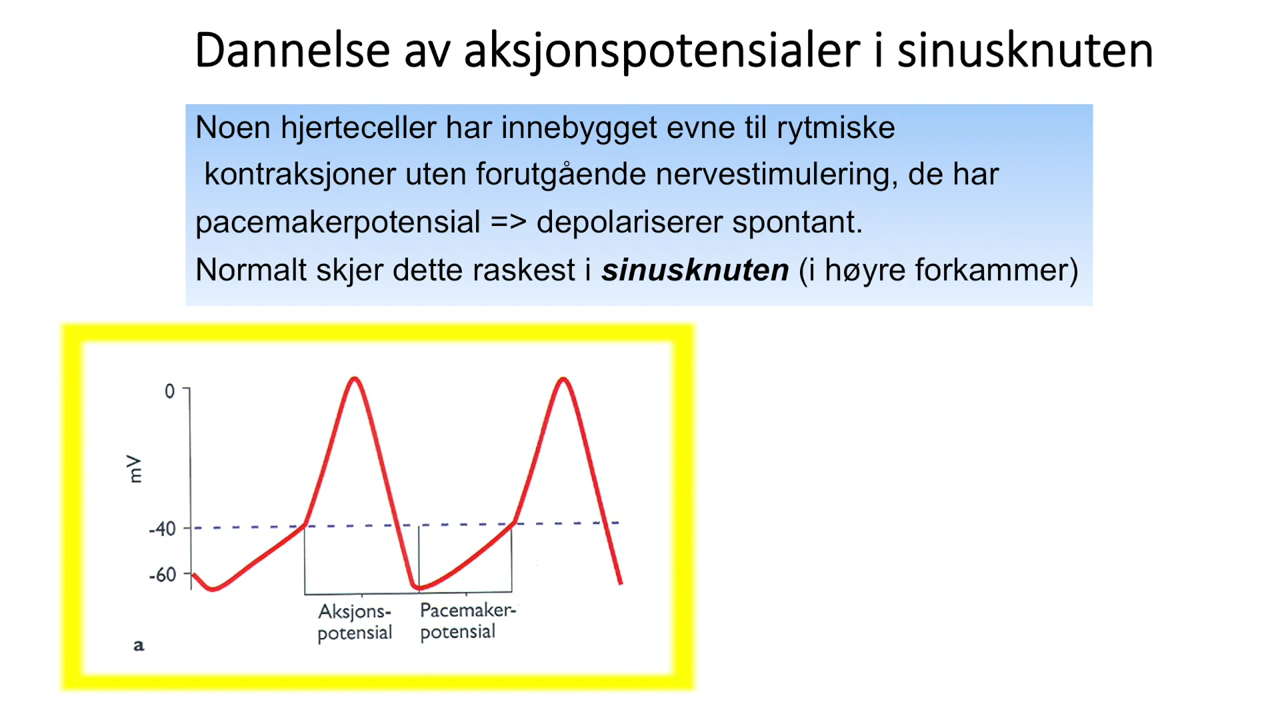 Dannelse av aksjonspotensialer i sinusknuten
Noen hjerteceller har innebygget evne til rytmiske
kontraksjoner uten forutgående nervestimulering, de har
pacemakerpotensial => depolariserer spontant.
Normalt skjer dette raskest i sinusknuten (i høyre forkammer)
0
mV
-40
-60
Aksjons-
potensial
Pacemaker-
potensial
a